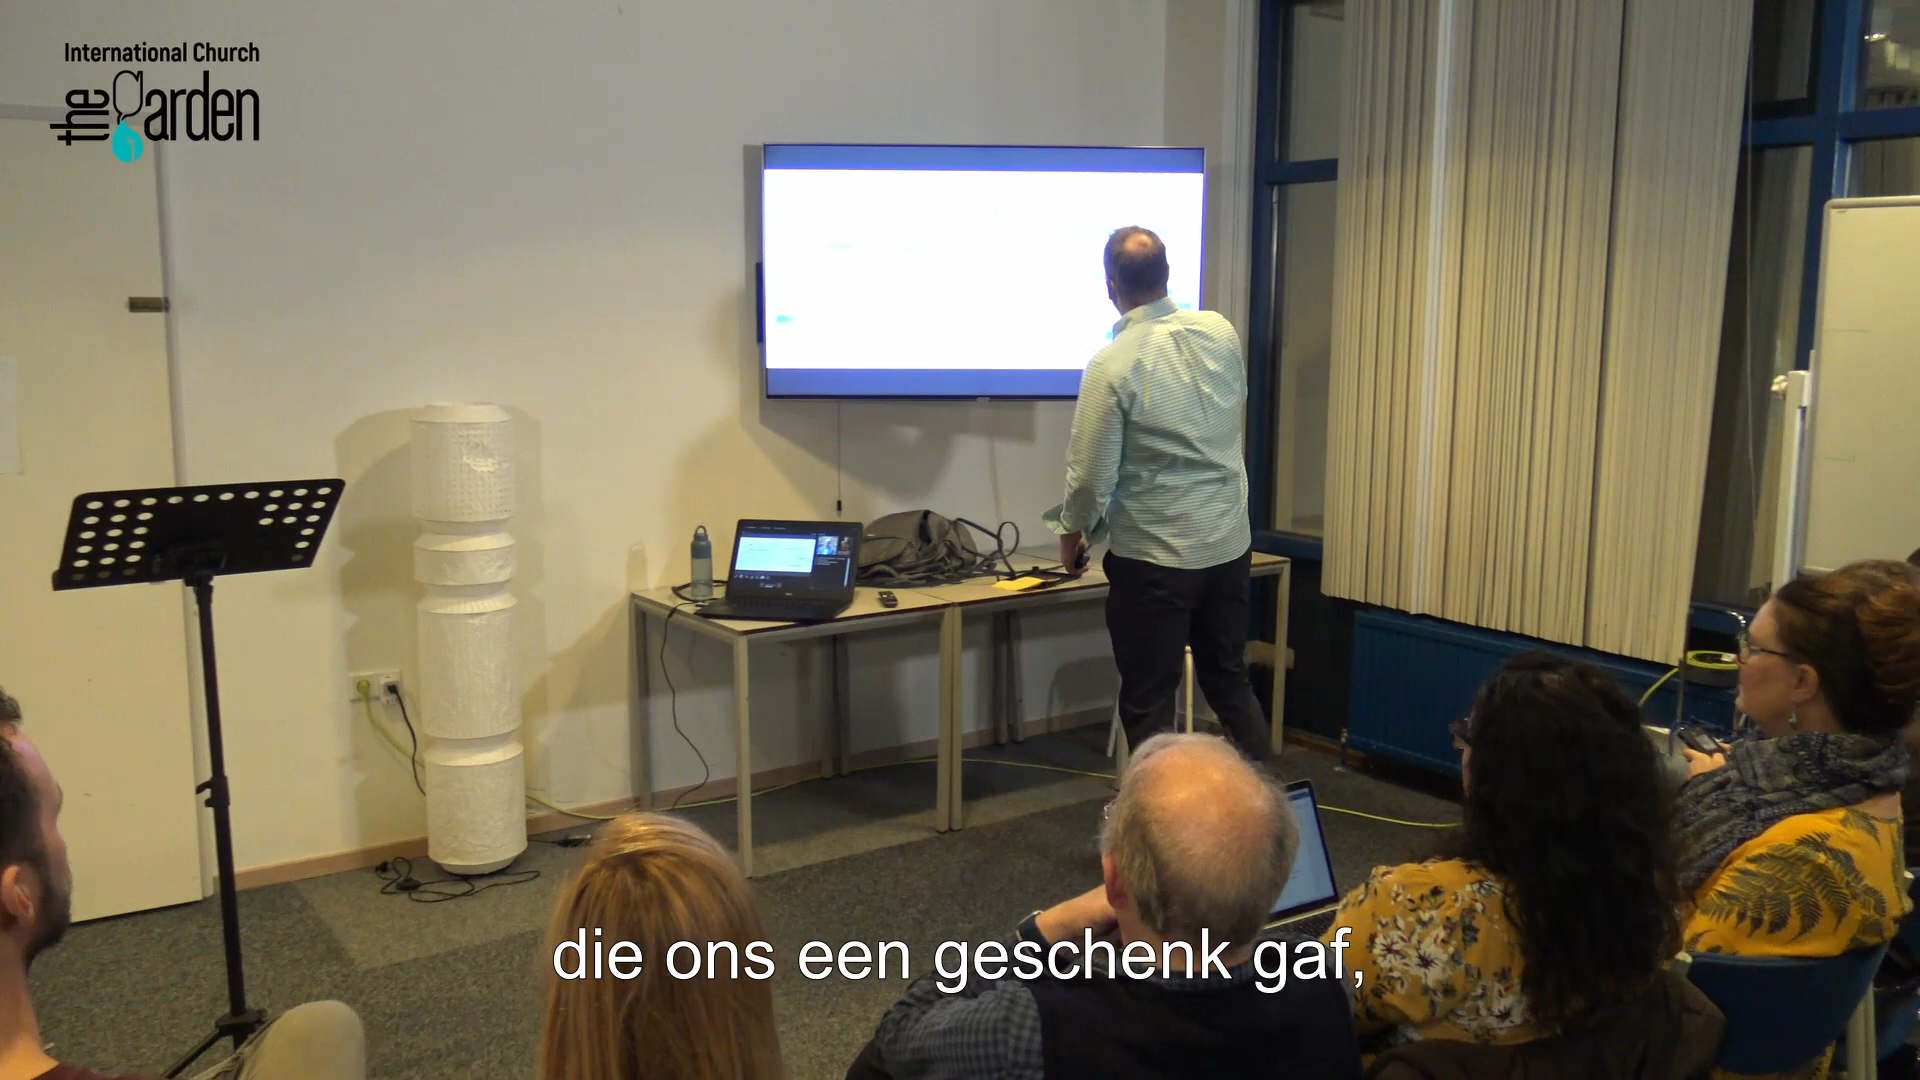 International Church
the Garden
die ons een geschenk gaf,